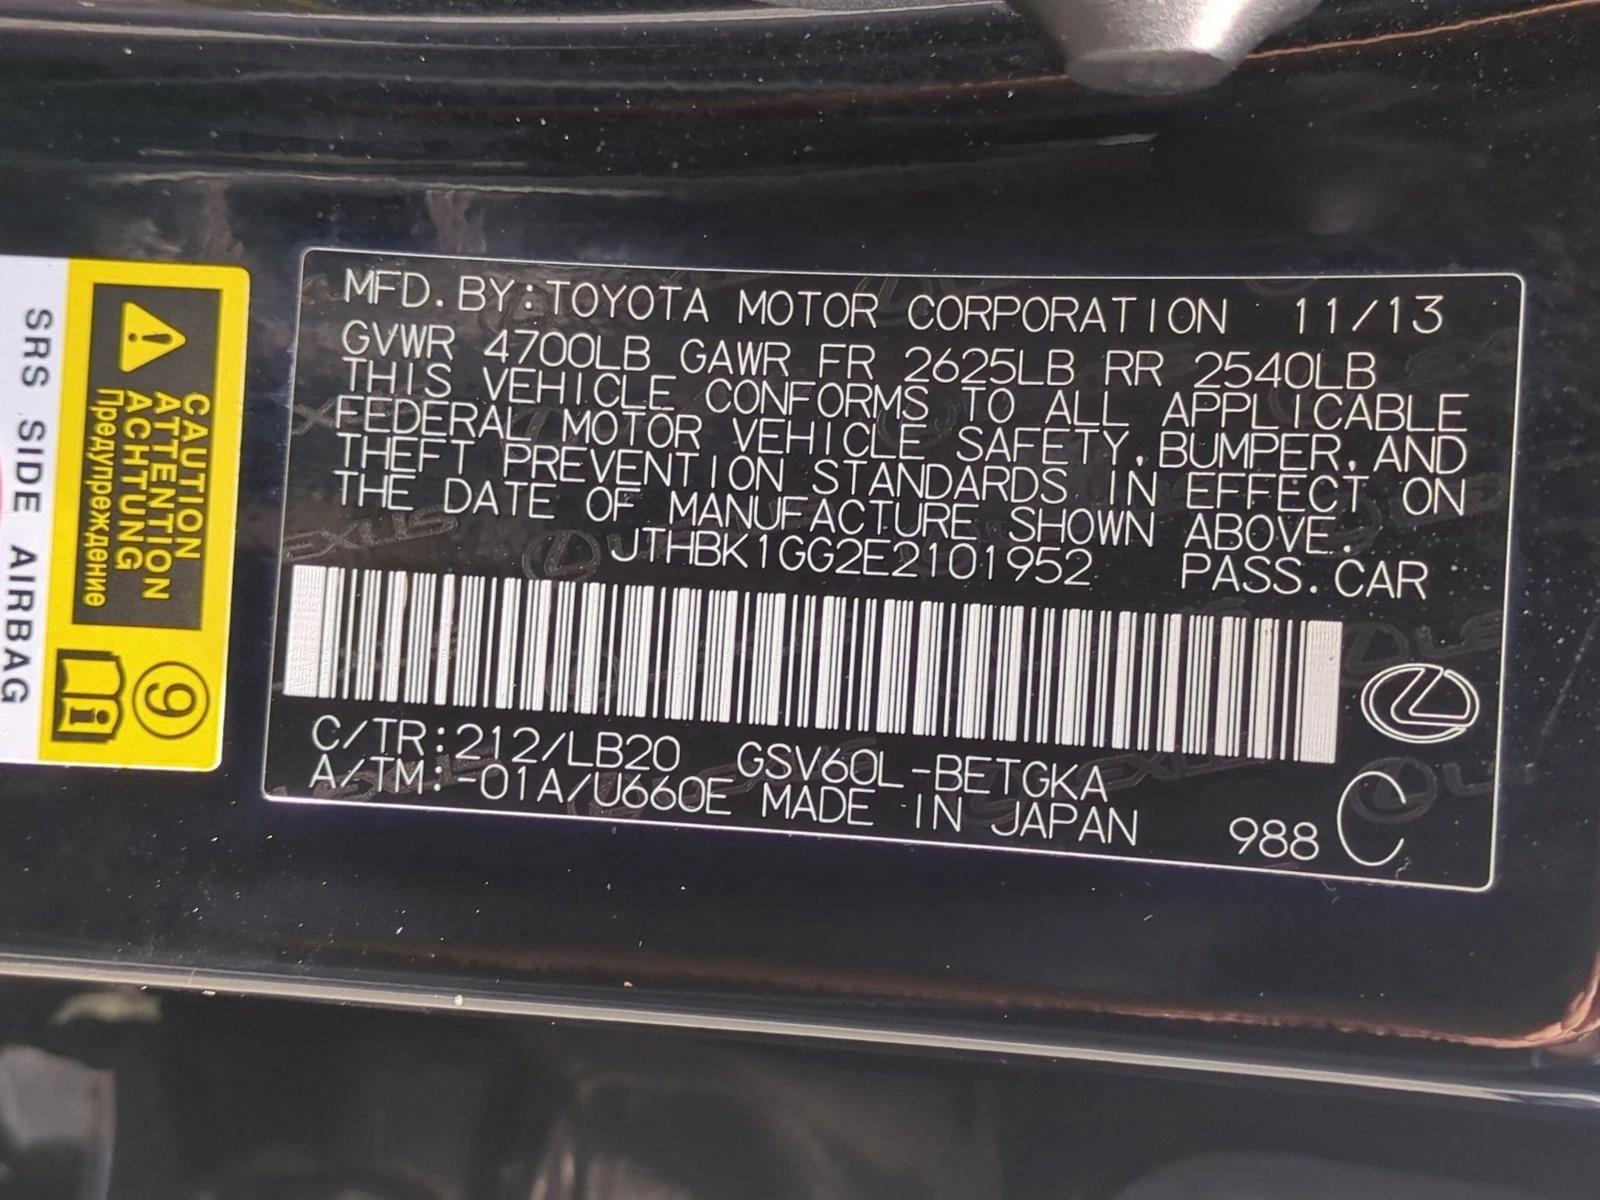 MFD. BY: TOYOTA MOTOR CORPORATION 11/13
GVWR 4700LB GAWR FR 2625LB RR 2540LB
THIS VEHICLE CONFORMS TO ALL APPLICABLE
FEDERAL MOTOR VEHICLE SAFETY, BUMPER, AND
THEFT PREVENTION STANDARDS IN EFFECT ON
THE DATE OF MANUFACTURE SHOWN ABOVE.
JTHBK1GG2E2101952 PASS. CAR
C/TR: 212/LB20 GSV60L-BETGKA
A/TM: -01A/U660E MADE IN JAPAN 988 C
CAUTION
ATTENTION
ACHTUNG
Предупреждение
9
SRS SIDE AIRBAG